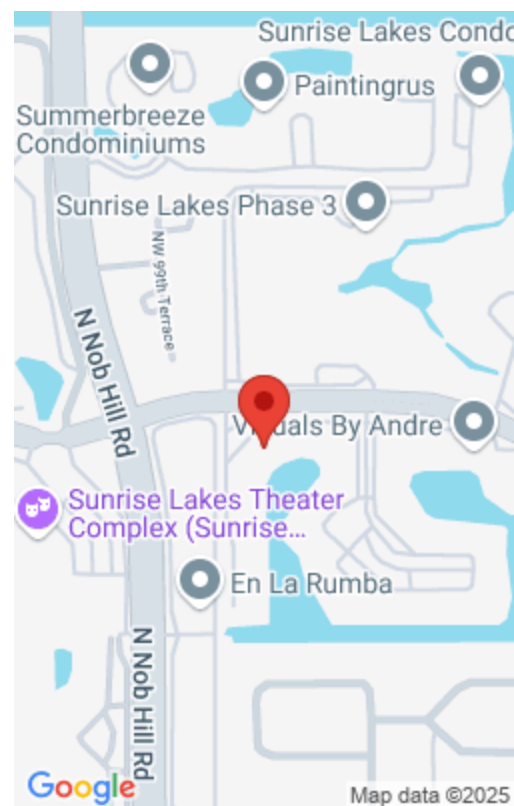 Sunrise Lakes Condo
Paintingrus
Summerbreeze
Condominiums
Sunrise Lakes Phase 3
NW 99th Terrace
N Nob Hill Rd
By Andre
Sunrise Lakes Theater
Complex (Sunrise...
En La Rumba
N Nob Hill Rd
Google
Map data ©2025